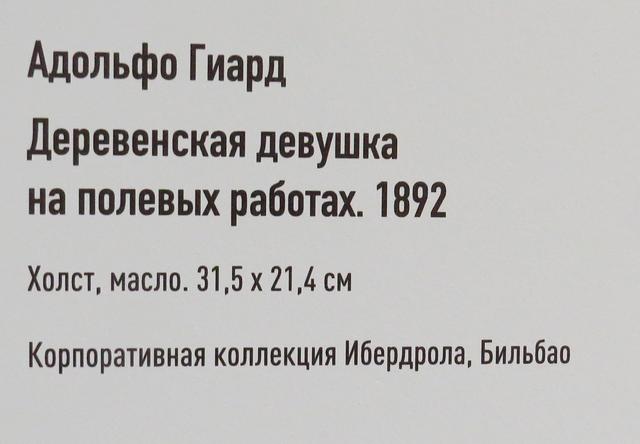 Адольфо Гиард
Деревенская девушка
на полевых работах. 1892
Холст, масло. 31,5 x 21,4 см
Корпоративная коллекция Ибердрола, Бильбао